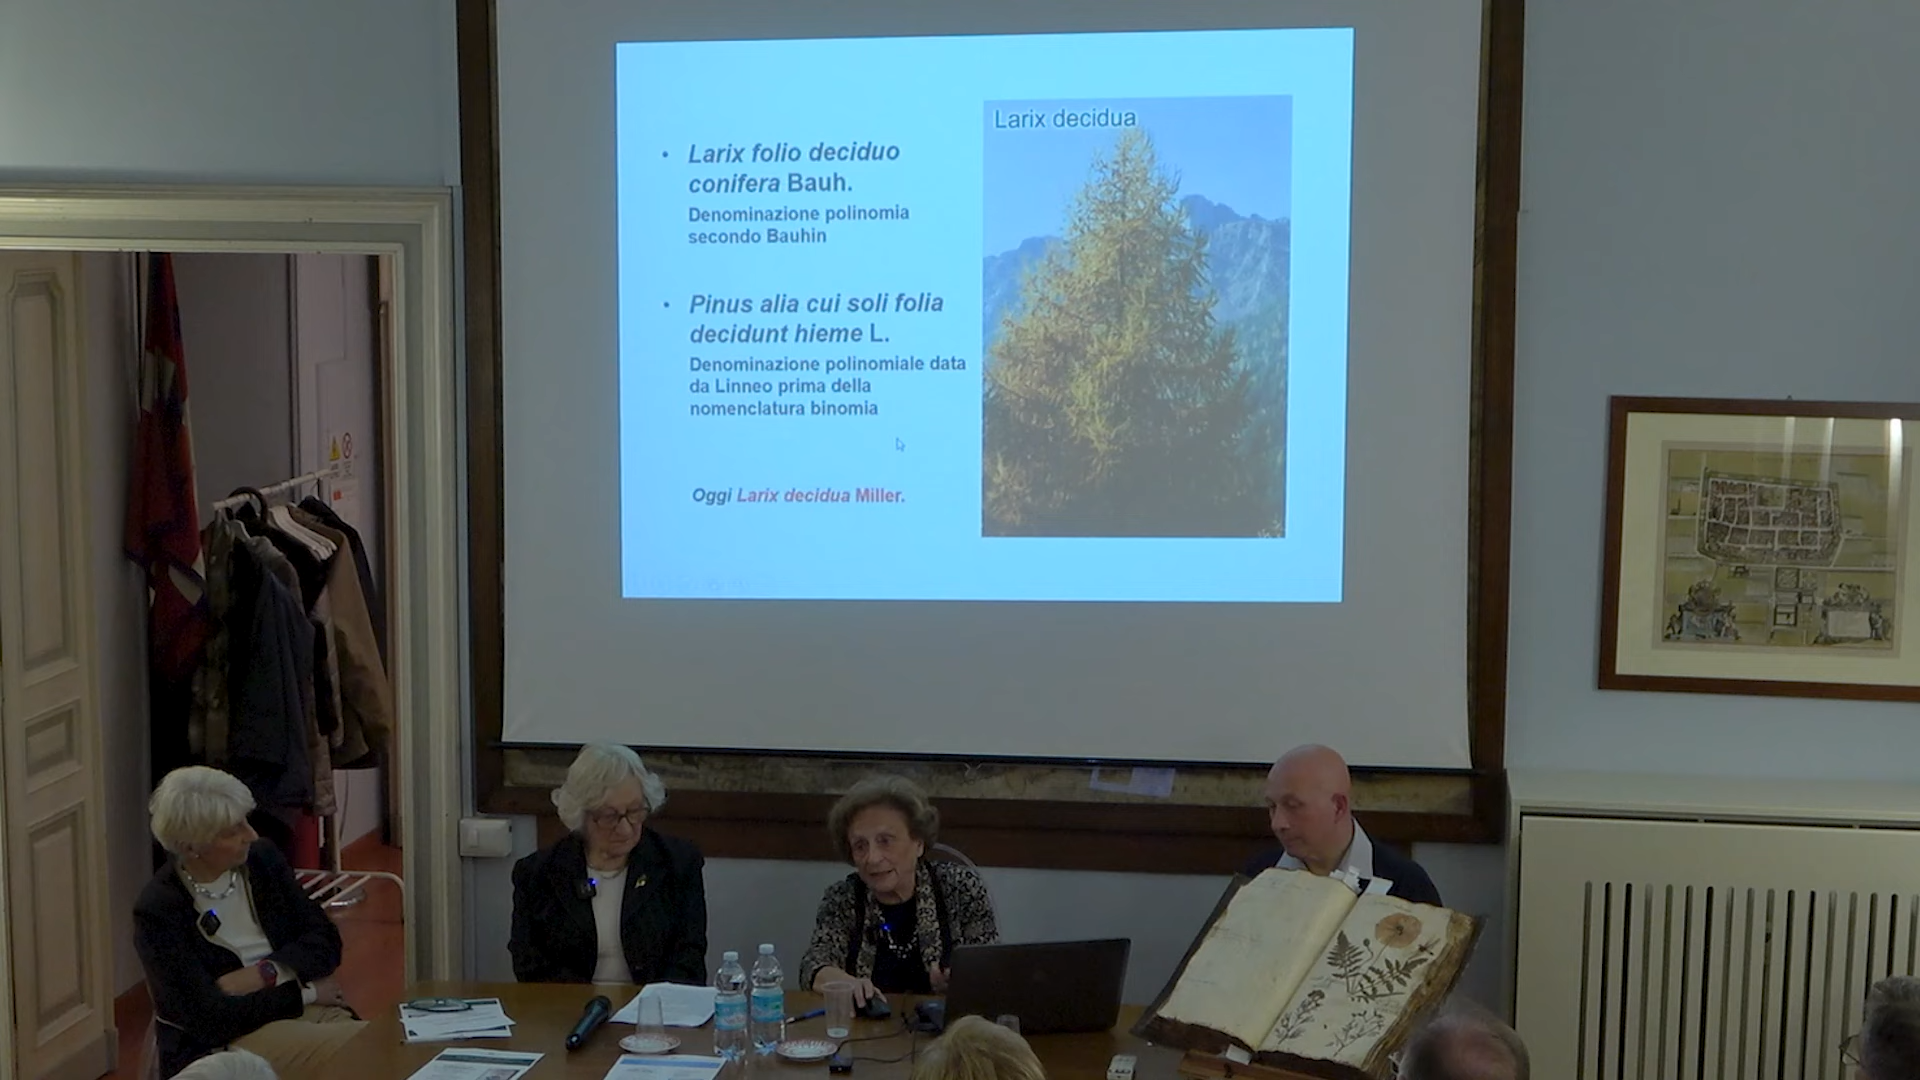 Larix folio deciduo
conifera Bauh.
Denominazione polinomia
secondo Bauhin
Pinus alia cui soli folia
decidunt hieme L.
Denominazione polinomiale data
da Linneo prima della
nomenclatura binomia
Oggi Larix decidua Miller.
Larix decidua